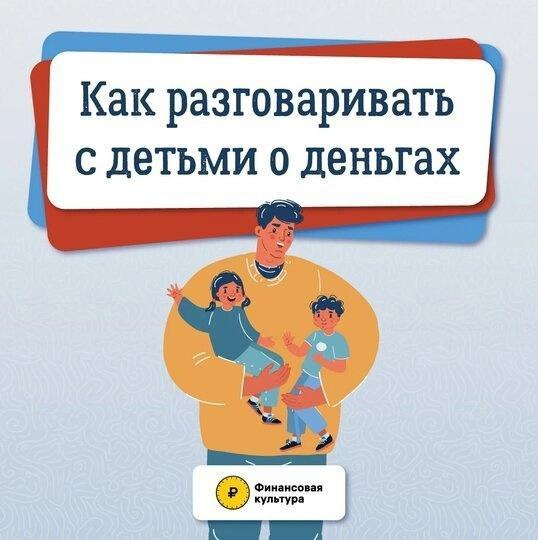 Как разговаривать
с детьми о деньгах
₽
Финансовая
культура